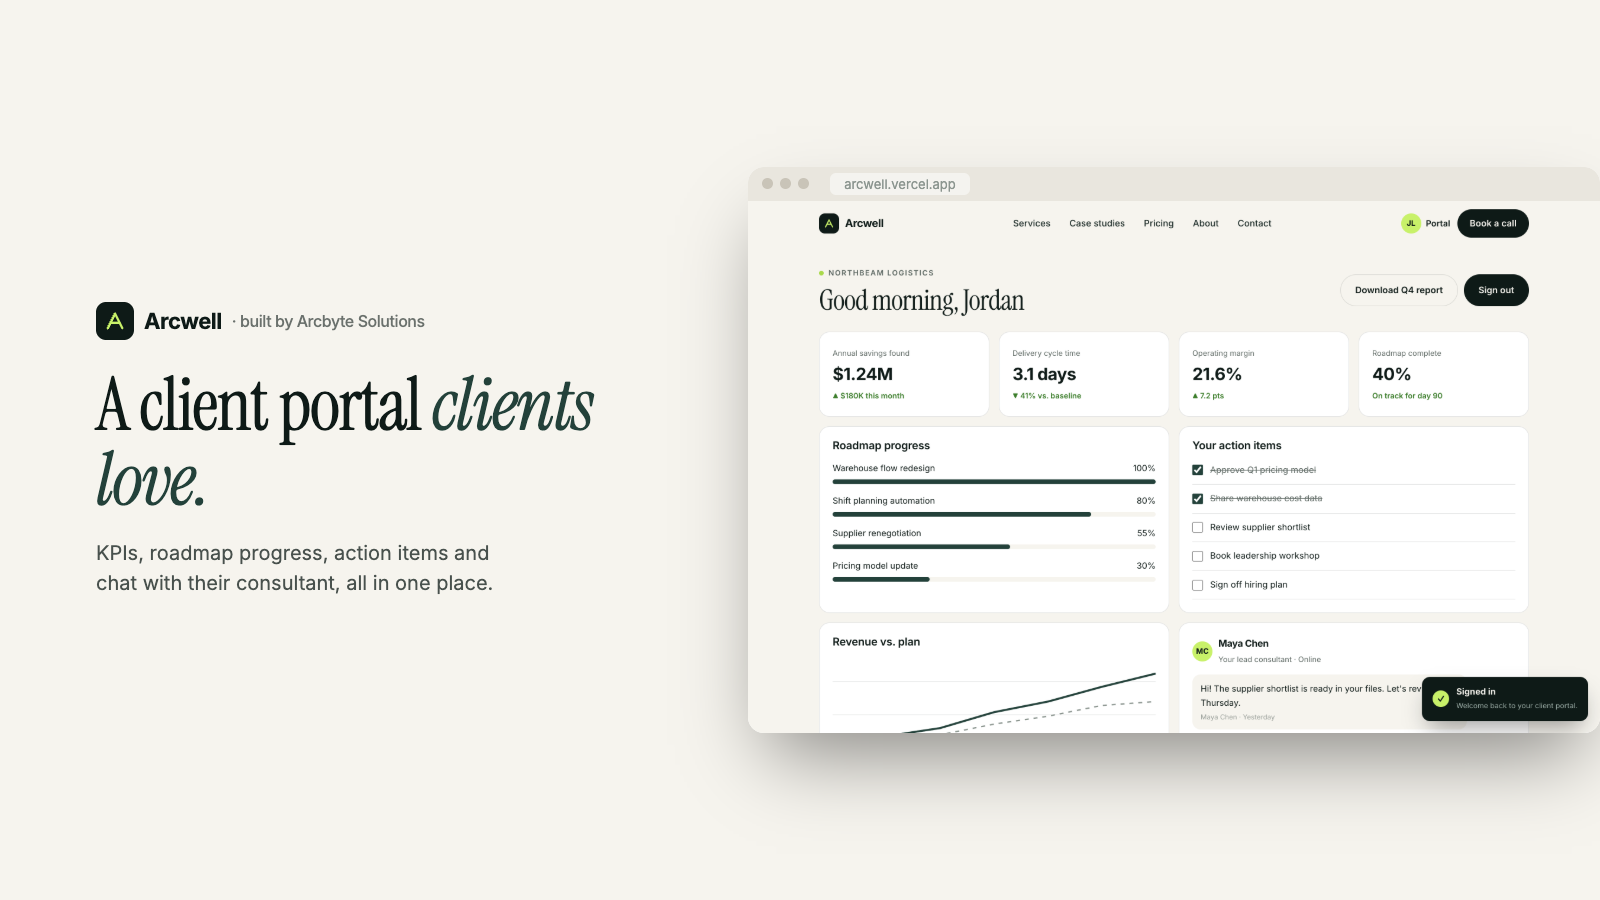 Arcwell · built by Arcbyte Solutions
A client portal clients
love.
KPIs, roadmap progress, action items and
chat with their consultant, all in one place.
arcwell.vercel.app
Arcwell
Services Case studies Pricing About Contact
JL Portal Book a call
NORTHBEAM LOGISTICS
Good morning, Jordan
Download Q4 report Sign out
Annual savings found
$1.24M
▲ $180K this month
Delivery cycle time
3.1 days
▼ 41% vs. baseline
Operating margin
21.6%
▲ 7.2 pts
Roadmap complete
40%
On track for day 90
Roadmap progress
Warehouse flow redesign 100%
Shift planning automation 80%
Supplier renegotiation 55%
Pricing model update 30%
Your action items
Approve Q1 pricing model
Share warehouse cost data
Review supplier shortlist
Book leadership workshop
Sign off hiring plan
Revenue vs. plan
MC Maya Chen
Your lead consultant · Online
Hi! The supplier shortlist is ready in your files. Let's
Thursday.
Maya Chen · Yesterday
Signed in
Welcome back to your client portal.